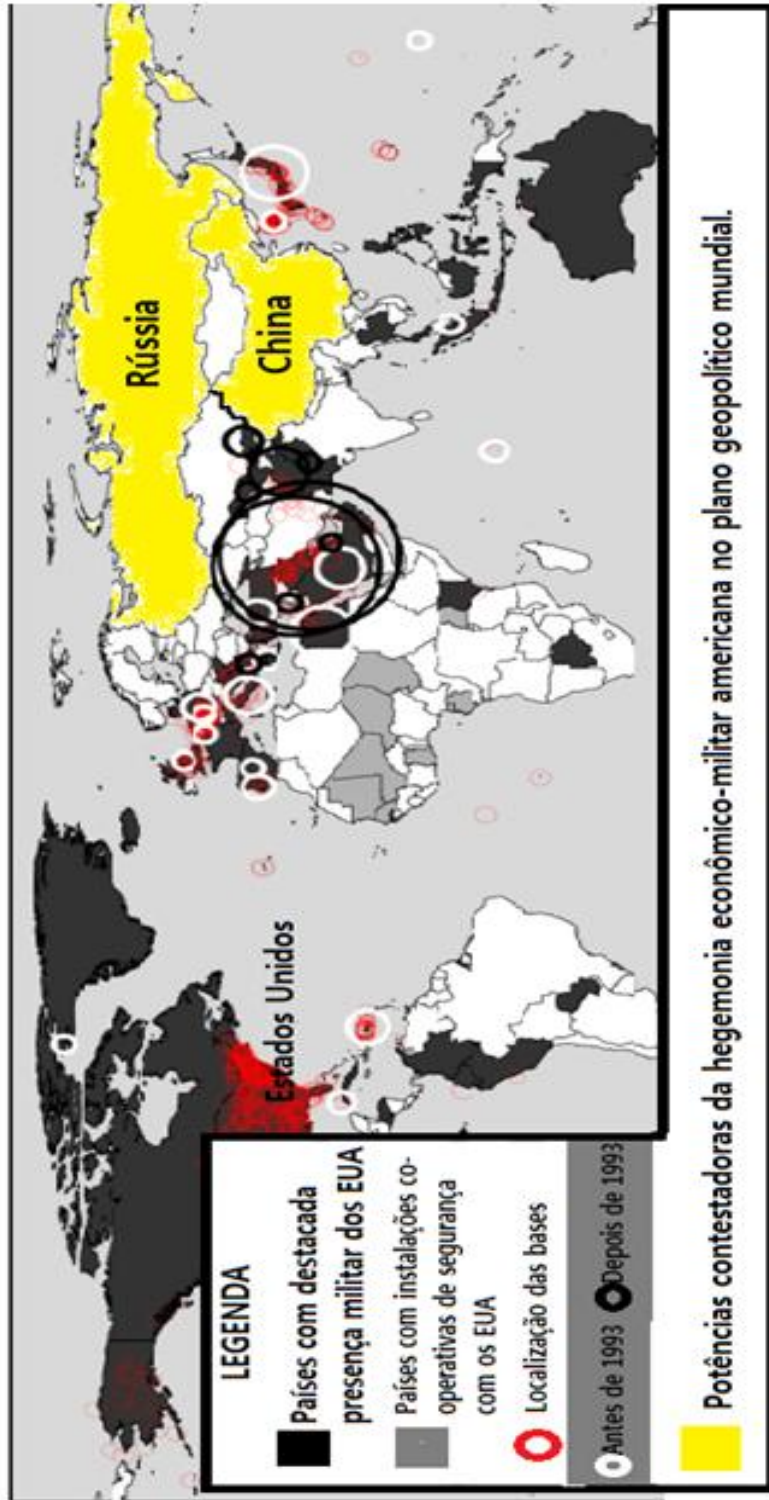 Rússia
China
Estados Unidos
LEGENDA
Países com destacada
presença militar dos EUA
Países com instalações co-
operativas de segurança
com os EUA
Localização das bases
Antes de 1993 Depois de 1993
Potências contestadoras da hegemonia econômico-militar americana no plano geopolítico mundial.